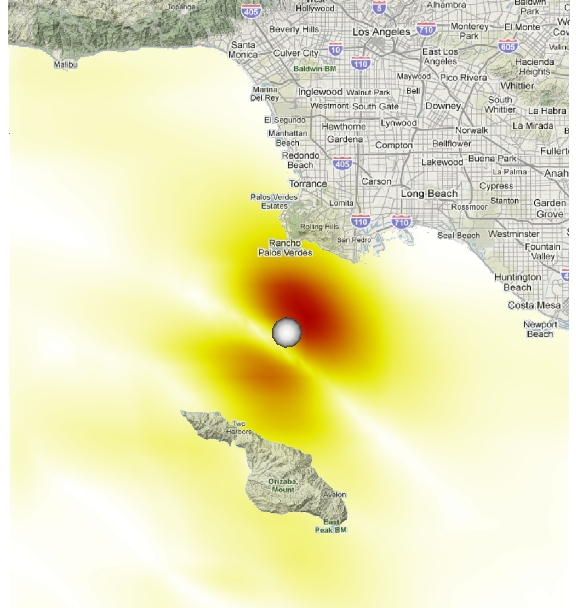 Topanga
405
Hollywood
5
Alhambra
Baldwin
Park
Beverly Hills
Los Angeles
710
Monterey
Park
El Monte
Santa
Monica
Culver City
10
East Los
Angeles
605
Malibu
Baldwin BM
110
Hacienda
Heights
Maywood
Pico Rivera
Whittier
Marina
Del Rey
Inglewood
Walnut Park
Bell
Westmont
South Gate
Downey
South
Whittier
La Habra
El Segundo
Hawthorne
Lynwood
Norwalk
La Mirada
Manhattan
Beach
Gardena
Compton
Bellflower
Fuller
Redondo
Beach
405
Lakewood
Buena Park
La Palma
Anah
Torrance
Carson
Cypress
Palos Verdes
Estates
Lomita
Long Beach
Rossmoor
Stanton
Garden
Grove
Rolling Hills
110
710
San Pedro
Seal Beach
Westminster
Rancho
Palos Verdes
Fountain
Valley
Huntington
Beach
Costa Mesa
Newport
Beach
Two
Harbors
Orizaba,
Mount
Avalon
East
Peak BM